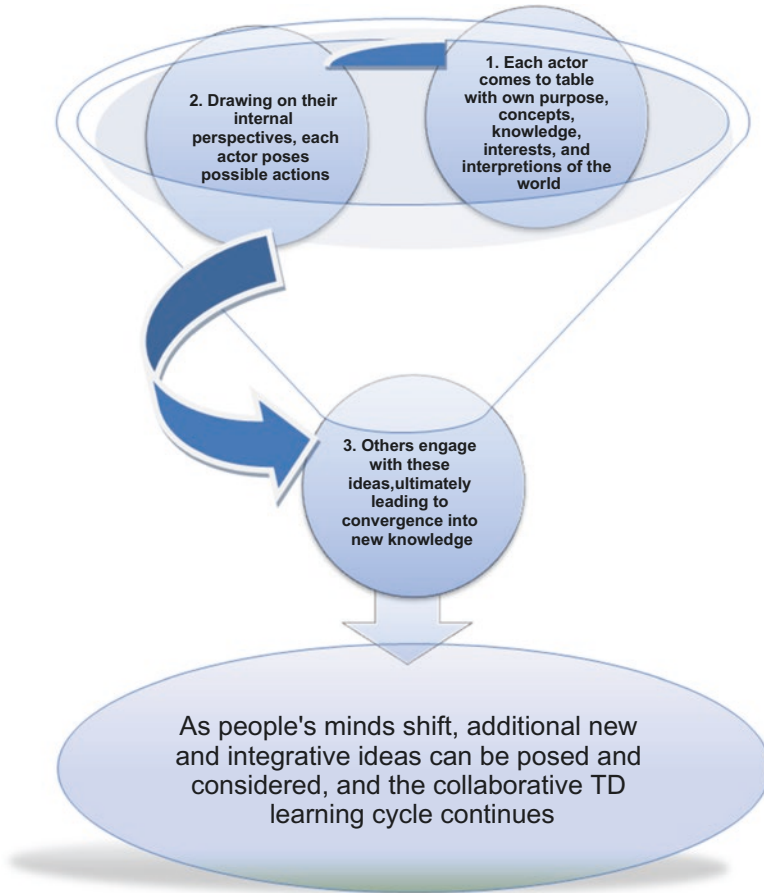 1. Each actor
comes to table
with own purpose,
concepts,
knowledge,
interests, and
interpretions of the
world
2. Drawing on their
internal
perspectives, each
actor poses
possible actions
3. Others engage
with these
ideas,ultimately
leading to
convergence into
new knowledge
As people's minds shift, additional new
and integrative ideas can be posed and
considered, and the collaborative TD
learning cycle continues